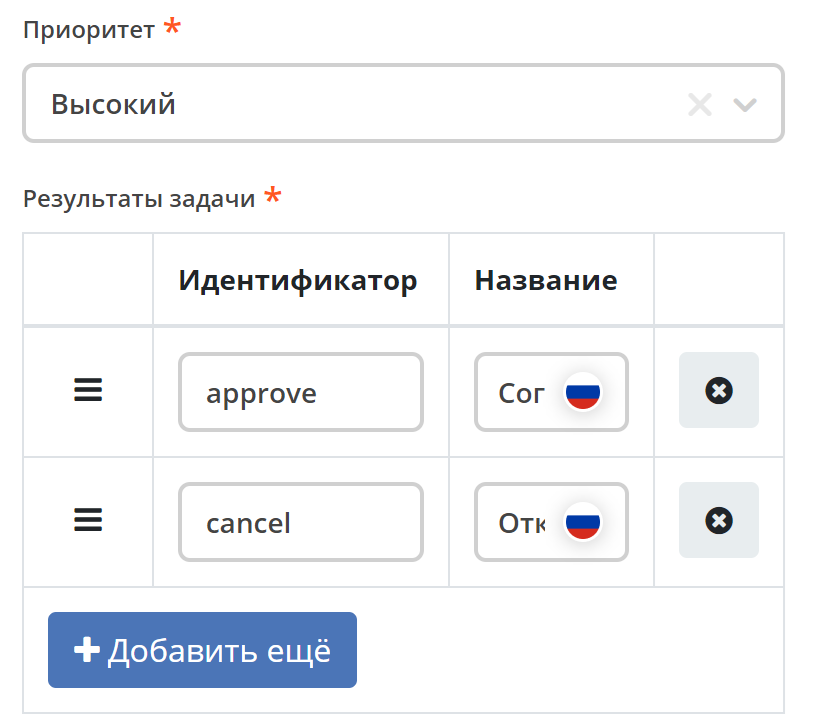 Приоритет *
Высокий
Результаты задачи *
Идентификатор Название
approve Сог
cancel Отк
Добавить ещё